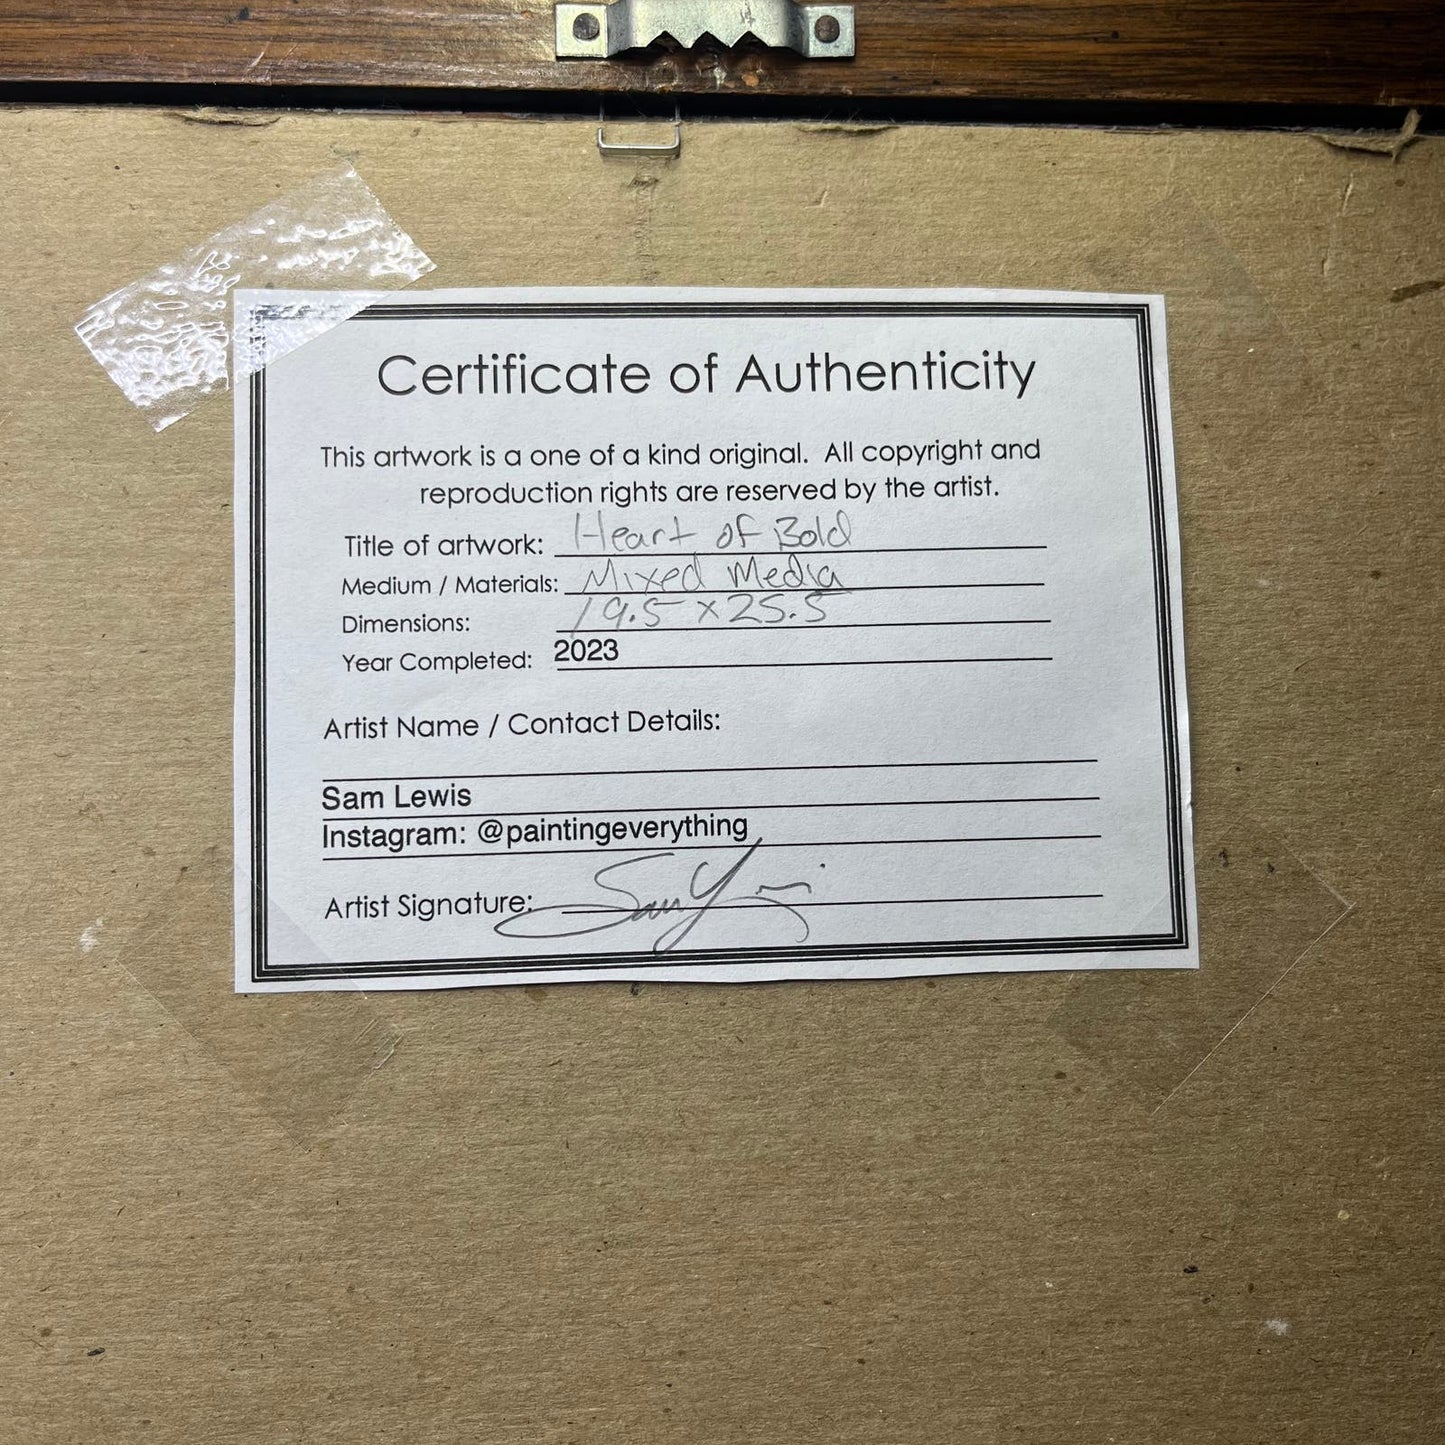 Certificate of Authenticity
This artwork is a one of a kind original. All copyright and
reproduction rights are reserved by the artist.
Title of artwork: Heart of Bold
Medium / Materials: Mixed Media
Dimensions: 19.5 x 25.5
Year Completed: 2023
Artist Name / Contact Details:
Sam Lewis
Instagram: @paintingeverything
Artist Signature: